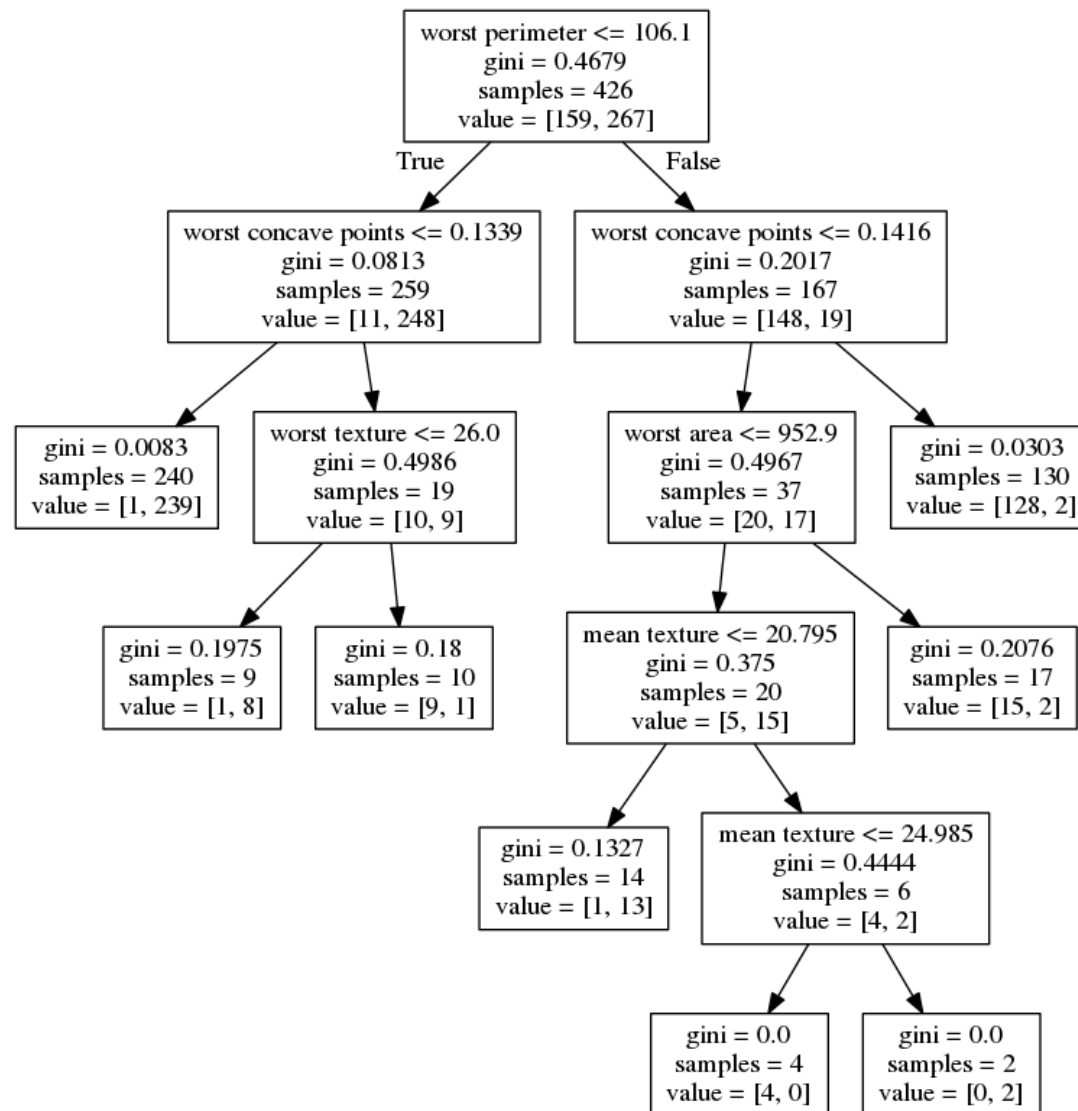 worst perimeter <= 106.1
gini = 0.4679
samples = 426
value = [159, 267]
True
False
worst concave points <= 0.1339
gini = 0.0813
samples = 259
value = [11, 248]
worst concave points <= 0.1416
gini = 0.2017
samples = 167
value = [148, 19]
gini = 0.0083
samples = 240
value = [1, 239]
worst texture <= 26.0
gini = 0.4986
samples = 19
value = [10, 9]
worst area <= 952.9
gini = 0.4967
samples = 37
value = [20, 17]
gini = 0.0303
samples = 130
value = [128, 2]
gini = 0.1975
samples = 9
value = [1, 8]
gini = 0.18
samples = 10
value = [9, 1]
mean texture <= 20.795
gini = 0.375
samples = 20
value = [5, 15]
gini = 0.2076
samples = 17
value = [15, 2]
gini = 0.1327
samples = 14
value = [1, 13]
mean texture <= 24.985
gini = 0.4444
samples = 6
value = [4, 2]
gini = 0.0
samples = 4
value = [4, 0]
gini = 0.0
samples = 2
value = [0, 2]